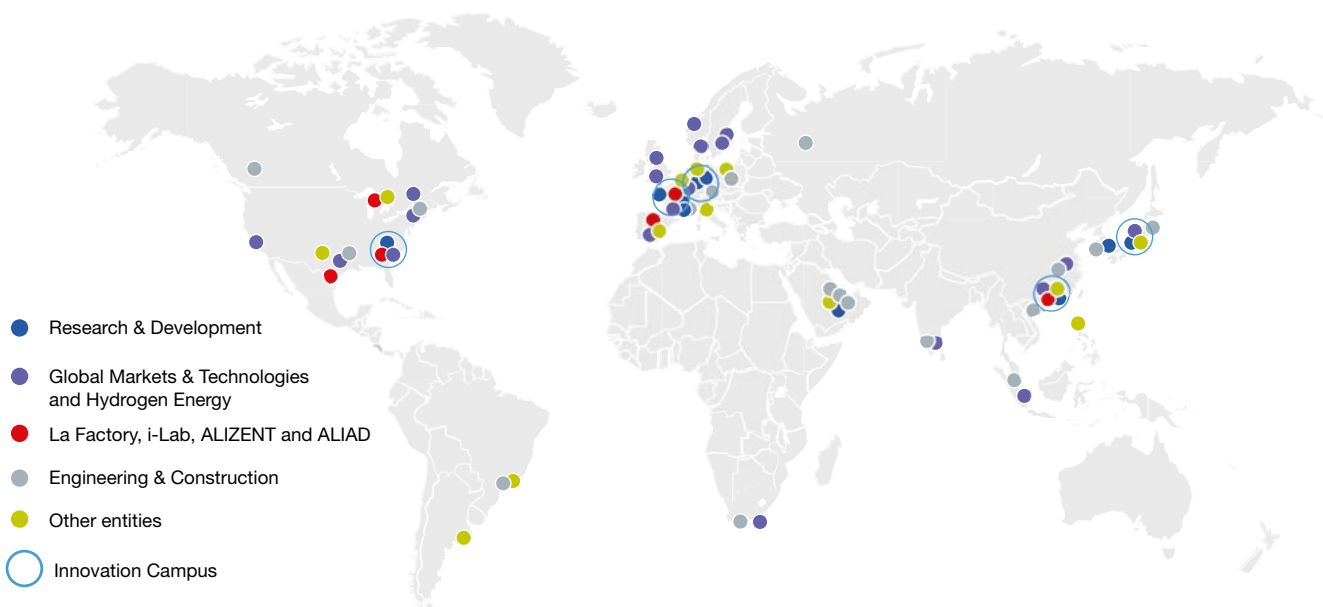 Research & Development
Global Markets & Technologies
and Hydrogen Energy
La Factory, i-Lab, ALIZENT and ALIAD
Engineering & Construction
Other entities
Innovation Campus